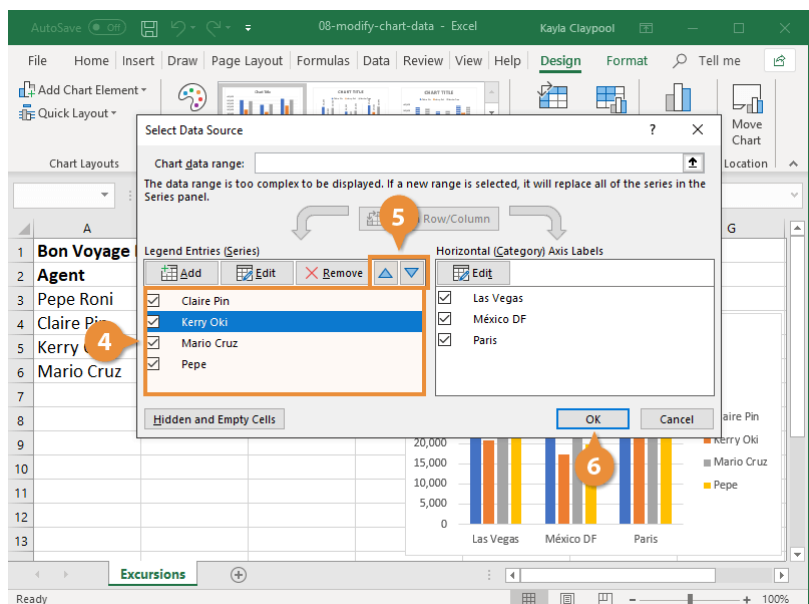 AutoSave Off 08-modify-chart-data - Excel Kayla Claypool
File Home Insert Draw Page Layout Formulas Data Review View Help Design Format Tell me
Add Chart Element
Quick Layout
Chart Title
CHART TITLE
CHART TITLE
Move
Chart
Chart Layouts
Location
Select Data Source ?
Chart data range:
The data range is too complex to be displayed. If a new range is selected, it will replace all of the series in the
Series panel.
5
Row/Column
Legend Entries (Series)
Horizontal (Category) Axis Labels
Add Edit Remove
Edit
Claire Pin
Kerry Oki
Mario Cruz
Pepe
4
Las Vegas
México DF
Paris
Hidden and Empty Cells
OK Cancel
6
A G
1 Bon Voyage
2 Agent
3 Pepe Roni
4 Claire
5 Kerry
6 Mario Cruz
7
8
9
10
11
12
13
20,000
15,000
10,000
5,000
0
Las Vegas México DF Paris
aire Pin
Kerry Oki
Mario Cruz
Pepe
Excursions
Ready 100%